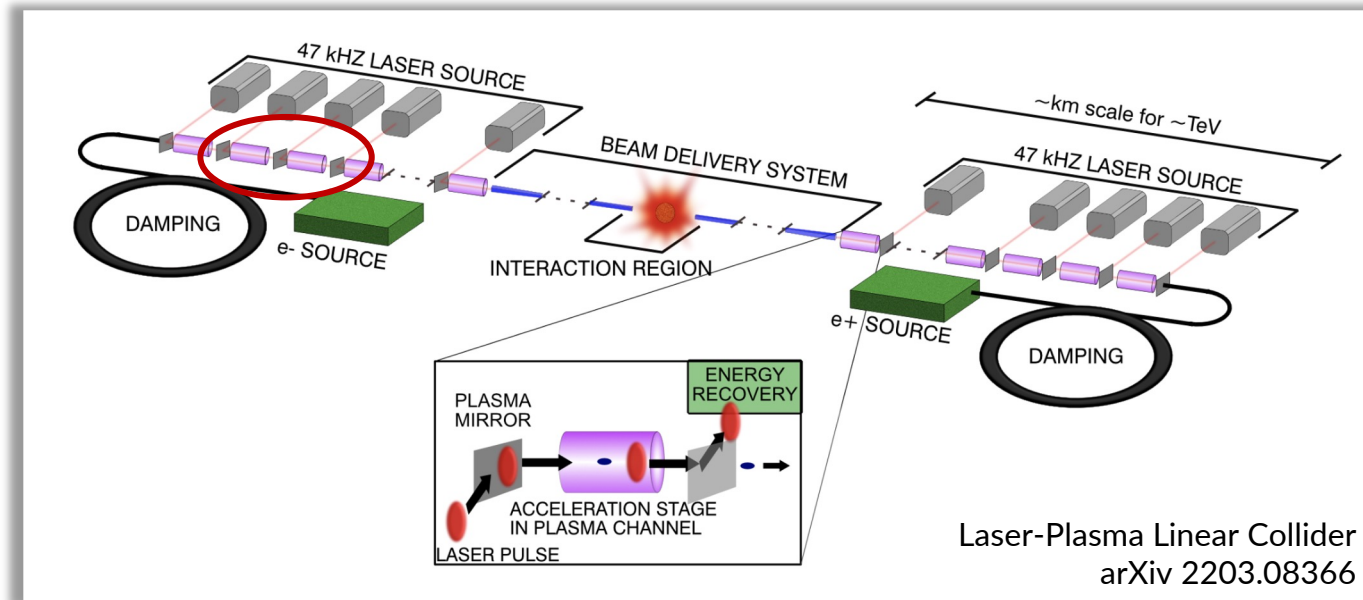 47 kHZ LASER SOURCE
~km scale for ~TeV
BEAM DELIVERY SYSTEM
47 KHZ LASER SOURCE
DAMPING
e- SOURCE
INTERACTION REGION
e+ SOURCE
DAMPING
ENERGY
RECOVERY
PLASMA
MIRROR
ACCELERATION STAGE
IN PLASMA CHANNEL
LASER PULSE
Laser-Plasma Linear Collider
arXiv 2203.08366